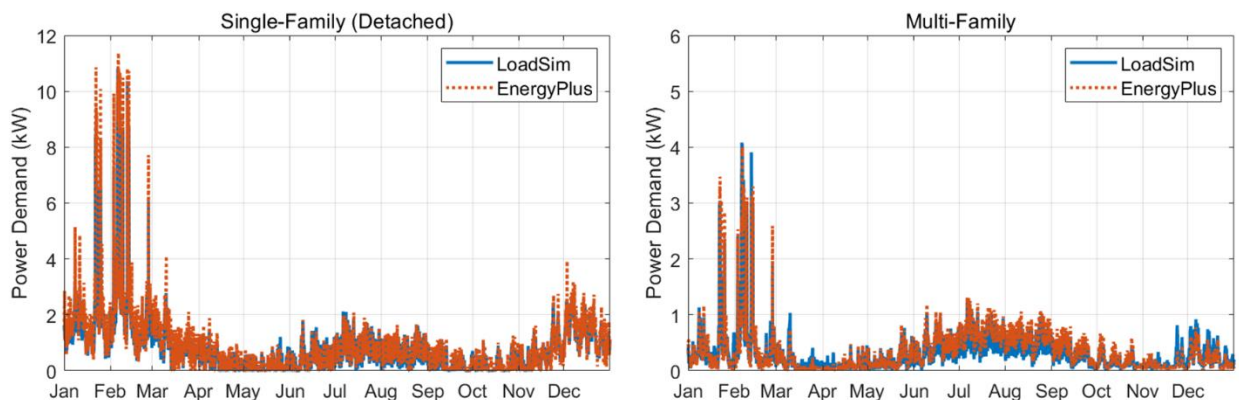 Single-Family (Detached)
Power Demand (kW)
12
10
8
6
4
2
0
LoadSim
EnergyPlus
Jan Feb Mar Apr May Jun Jul Aug Sep Oct Nov Dec
Multi-Family
Power Demand (kW)
6
5
4
3
2
1
0
LoadSim
EnergyPlus
Jan Feb Mar Apr May Jun Jul Aug Sep Oct Nov Dec